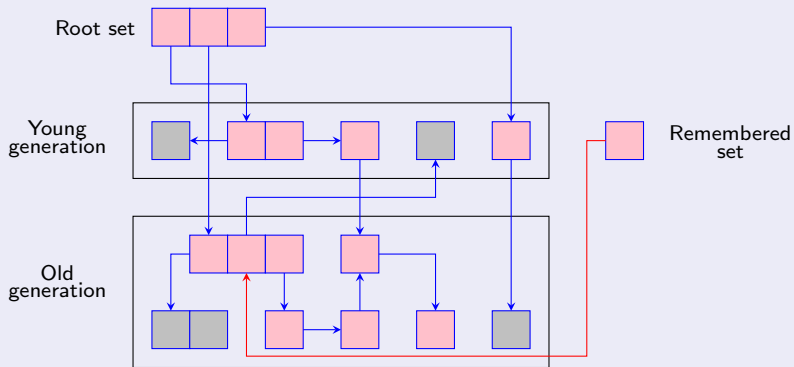 Root set
Young
generation
Remembered
set
Old
generation